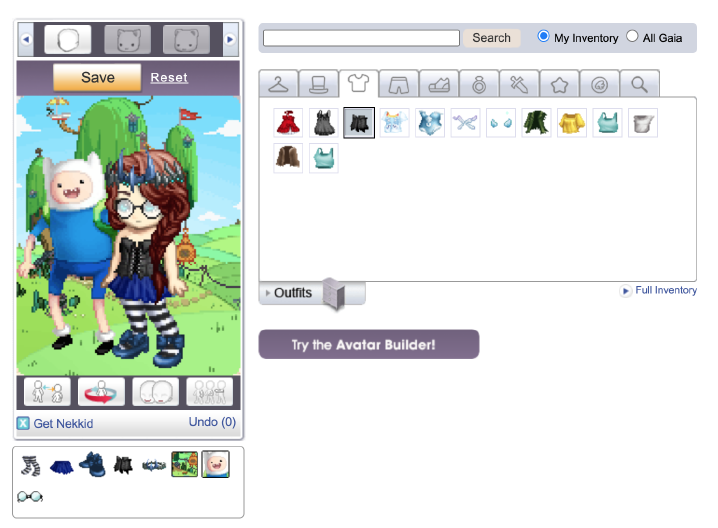 Search
My Inventory
All Gaia
Save
Reset
Outfits
Full Inventory
Try the Avatar Builder!
X Get Nekkid
Undo (0)